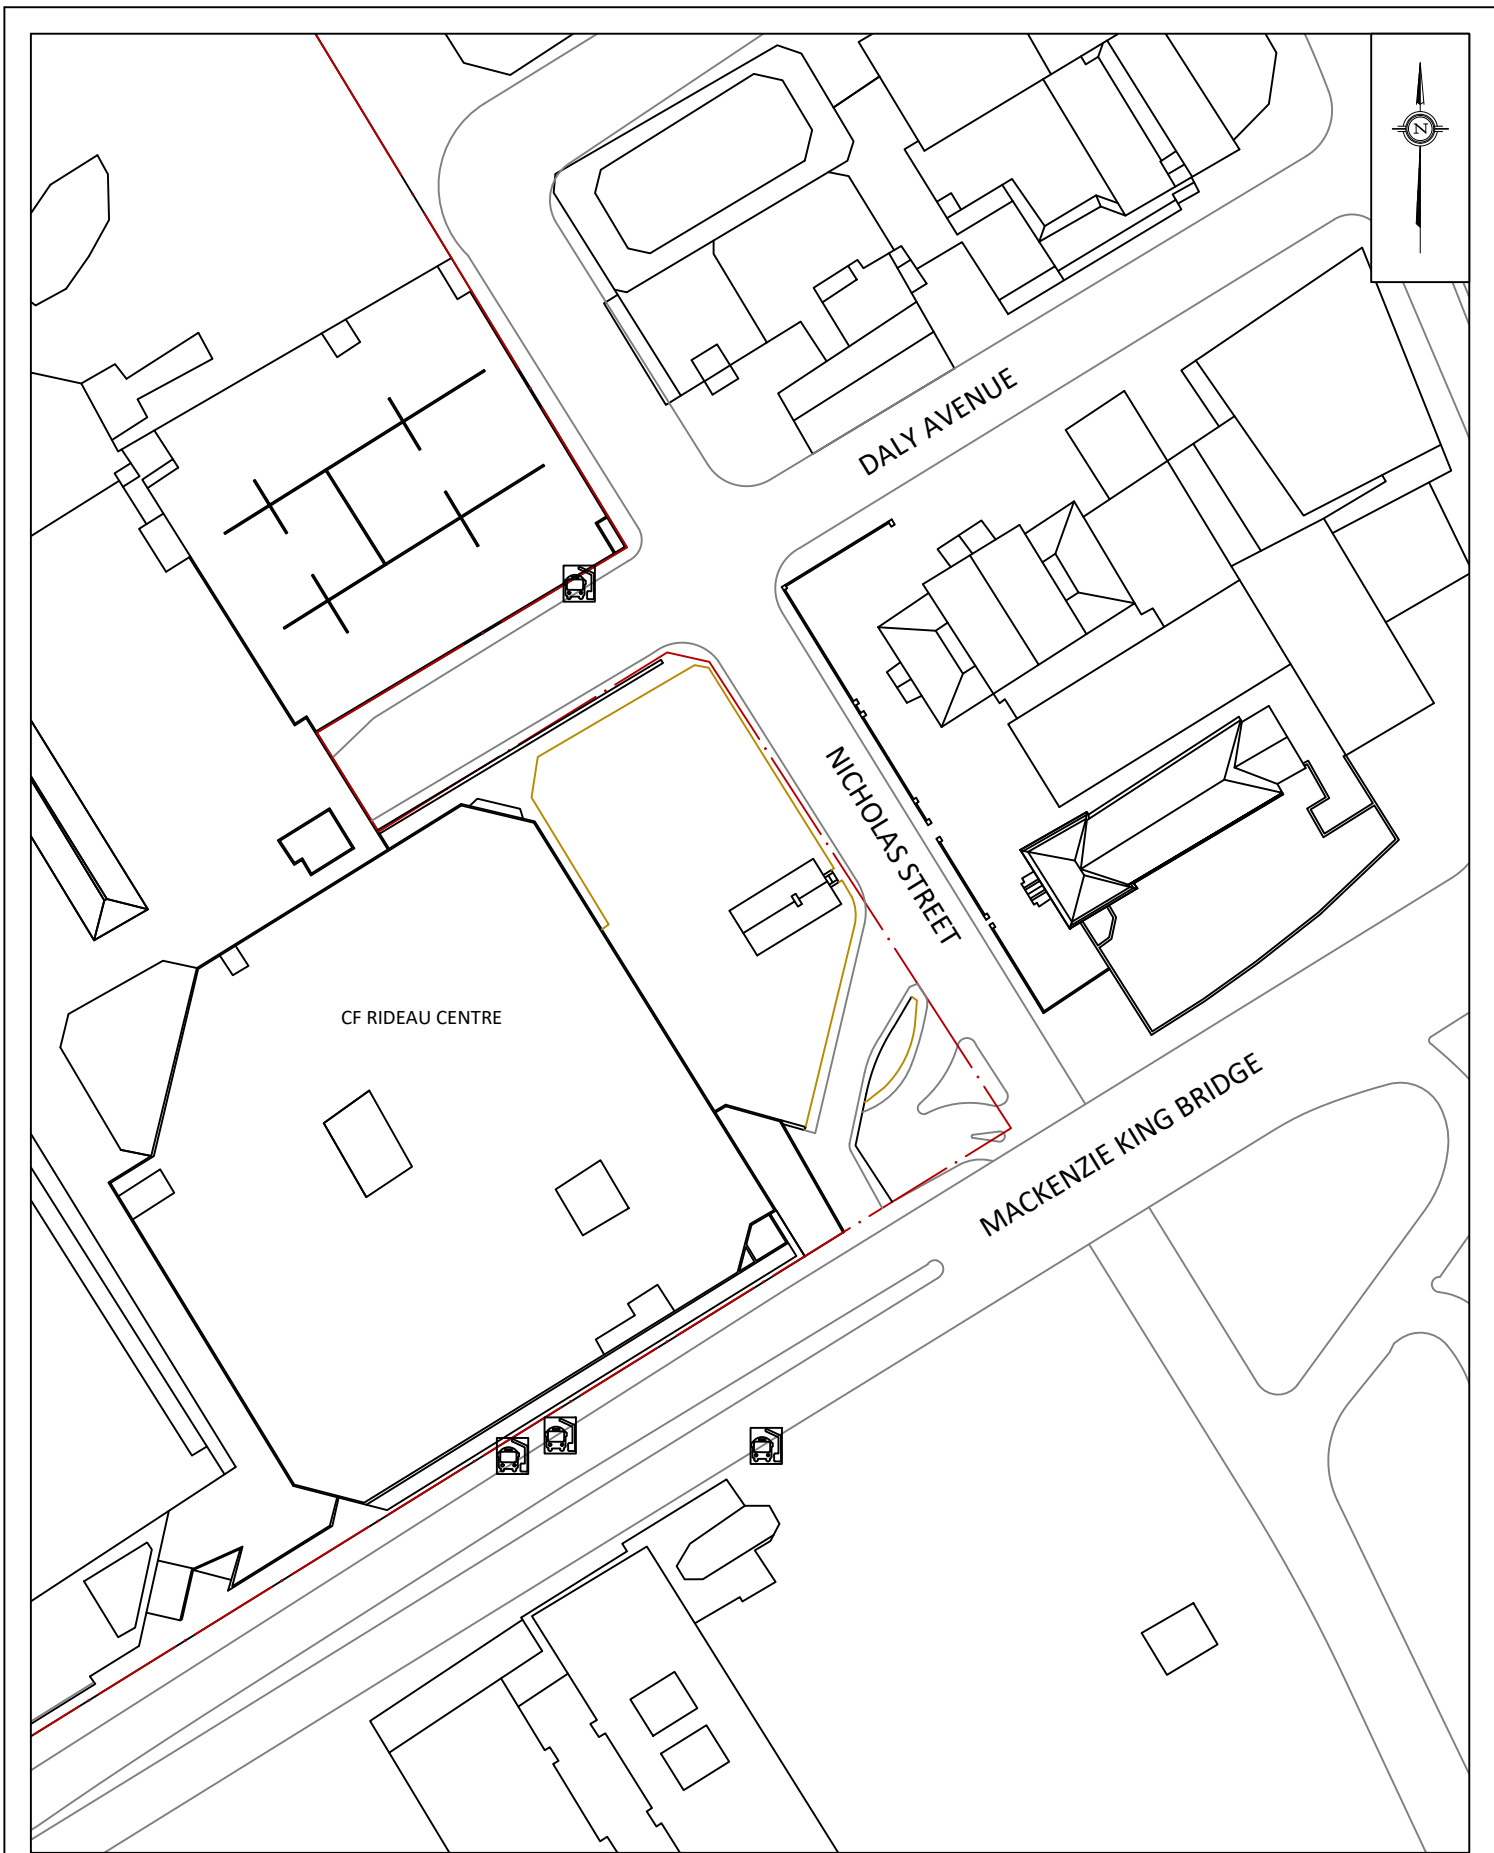 N
DALY AVENUE
NICHOLAS STREET
CF RIDEAU CENTRE
MACKENZIE KING BRIDGE